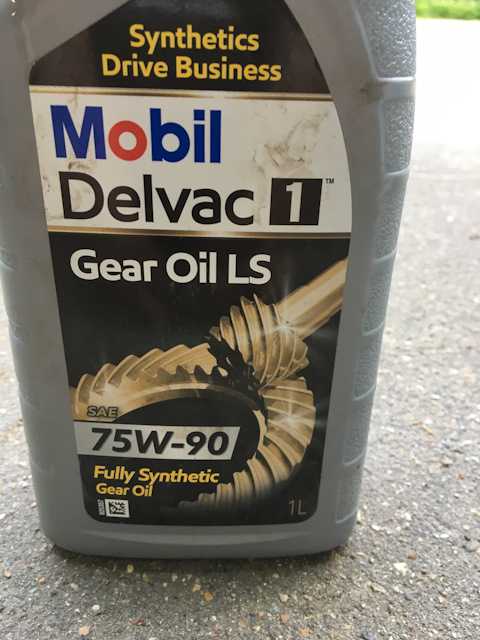 Synthetics
Drive Business
Mobil
Delvac 1™
Gear Oil LS
SAE
75W-90
Fully Synthetic
Gear Oil
1L